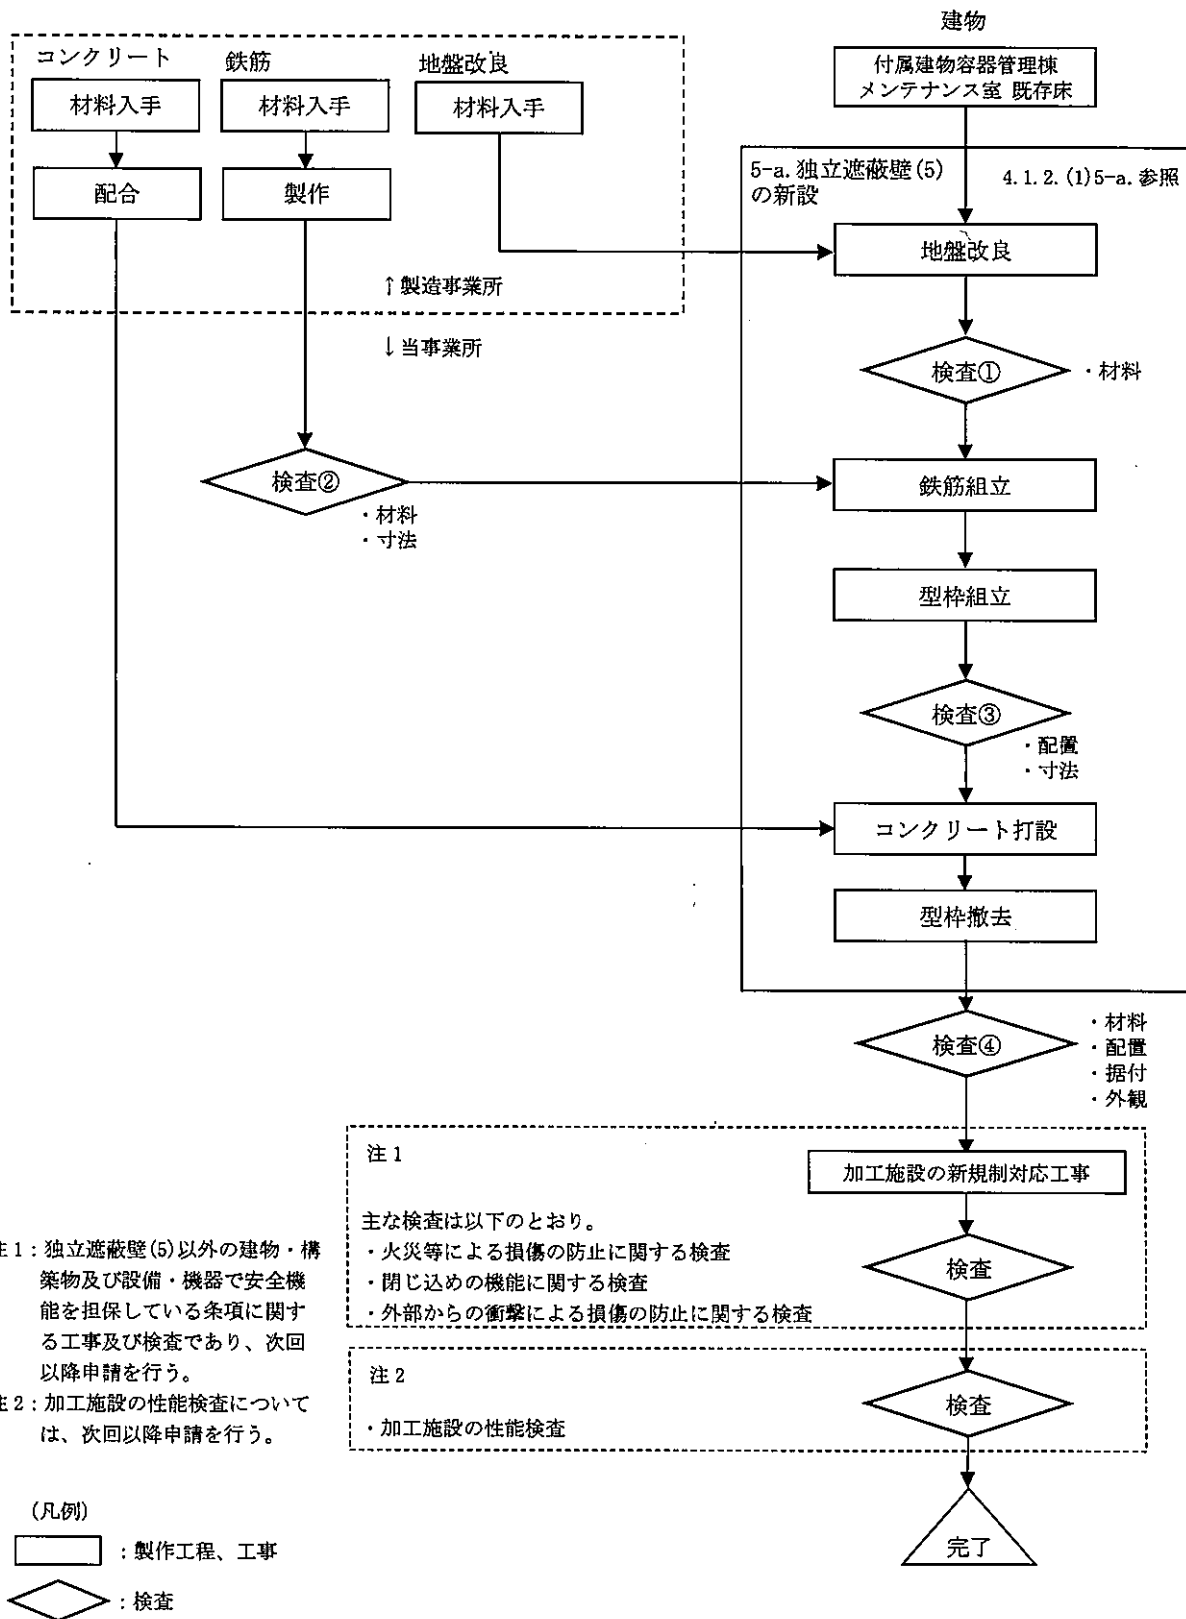 建物
付属建物容器管理棟
メンテナンス室 既存床
コンクリート
鉄筋
地盤改良
材料入手
材料入手
材料入手
配合
製作
5-a. 独立遮蔽壁(5)
の新設
4.1.2.(1)5-a. 参照
地盤改良
↑製造事業所
↓当事業所
検査①
・材料
検査②
・材料
・寸法
鉄筋組立
型枠組立
検査③
・配置
・寸法
コンクリート打設
型枠撤去
検査④
・材料
・配置
・据付
・外観
注1
加工施設の新規制対応工事
主な検査は以下のとおり。
・火災等による損傷の防止に関する検査
・閉じ込めの機能に関する検査
・外部からの衝撃による損傷の防止に関する検査
検査
注2
・加工施設の性能検査
検査
完了
注1：独立遮蔽壁(5)以外の建物・構
築物及び設備・機器で安全機
能を担保している条項に関す
る工事及び検査であり、次回
以降申請を行う。
注2：加工施設の性能検査について
は、次回以降申請を行う。
(凡例)
：製作工程、工事
：検査